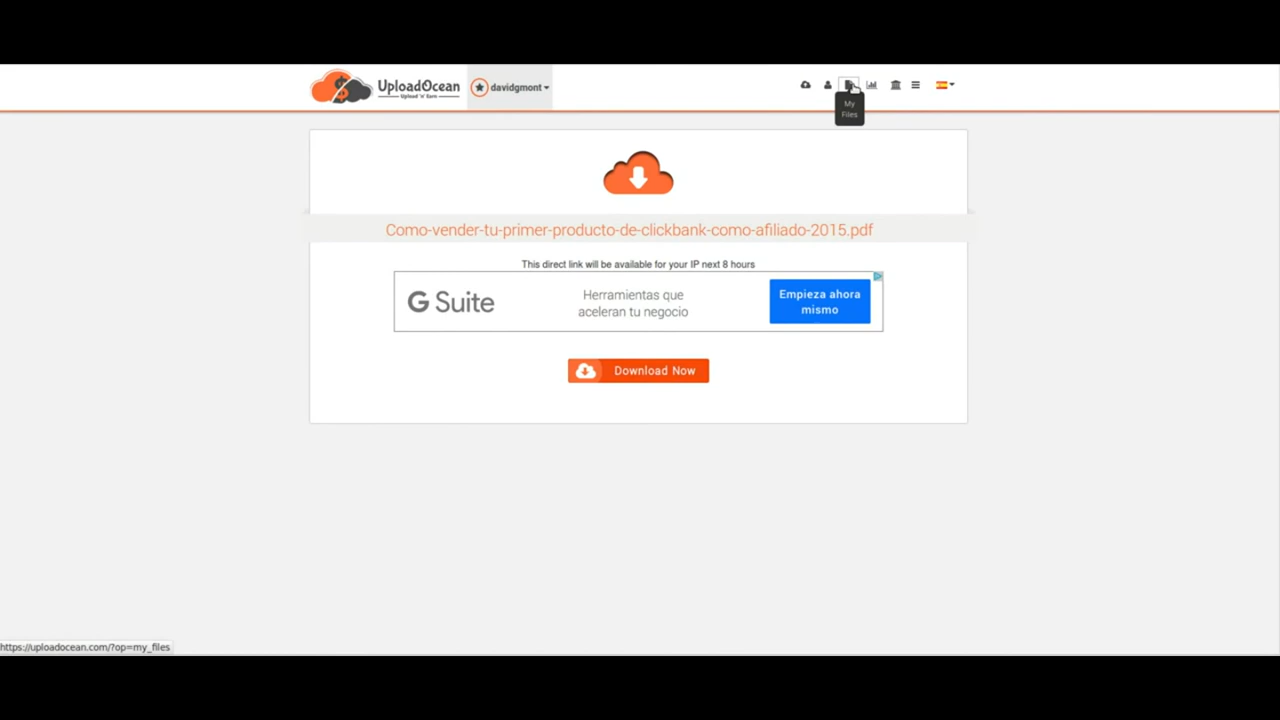 UploadOcean
Upload 'n' Earn
davidgmont
My
Files
Como-vender-tu-primer-producto-de-clickbank-como-afiliado-2015.pdf
This direct link will be available for your IP next 8 hours
G Suite
Herramientas que
aceleran tu negocio
Empieza ahora
mismo
Download Now
https://uploadocean.com/?op=my_files